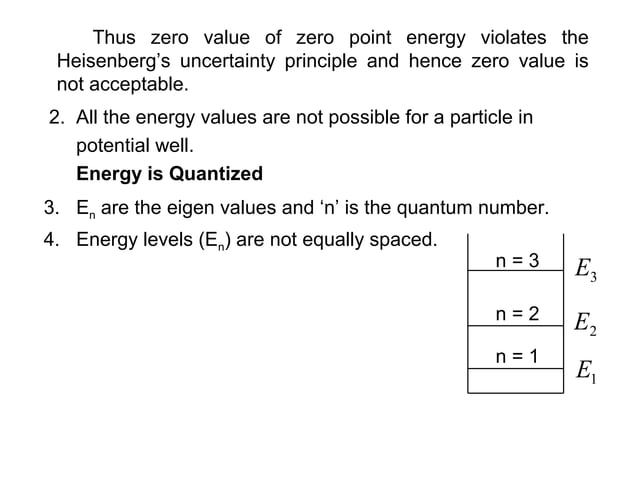 Thus zero value of zero point energy violates the
Heisenberg’s uncertainty principle and hence zero value is
not acceptable.
2. All the energy values are not possible for a particle in
potential well.
Energy is Quantized
3. En are the eigen values and ‘n’ is the quantum number.
4. Energy levels (En) are not equally spaced.
n = 3 E3
n = 2 E2
n = 1 E1